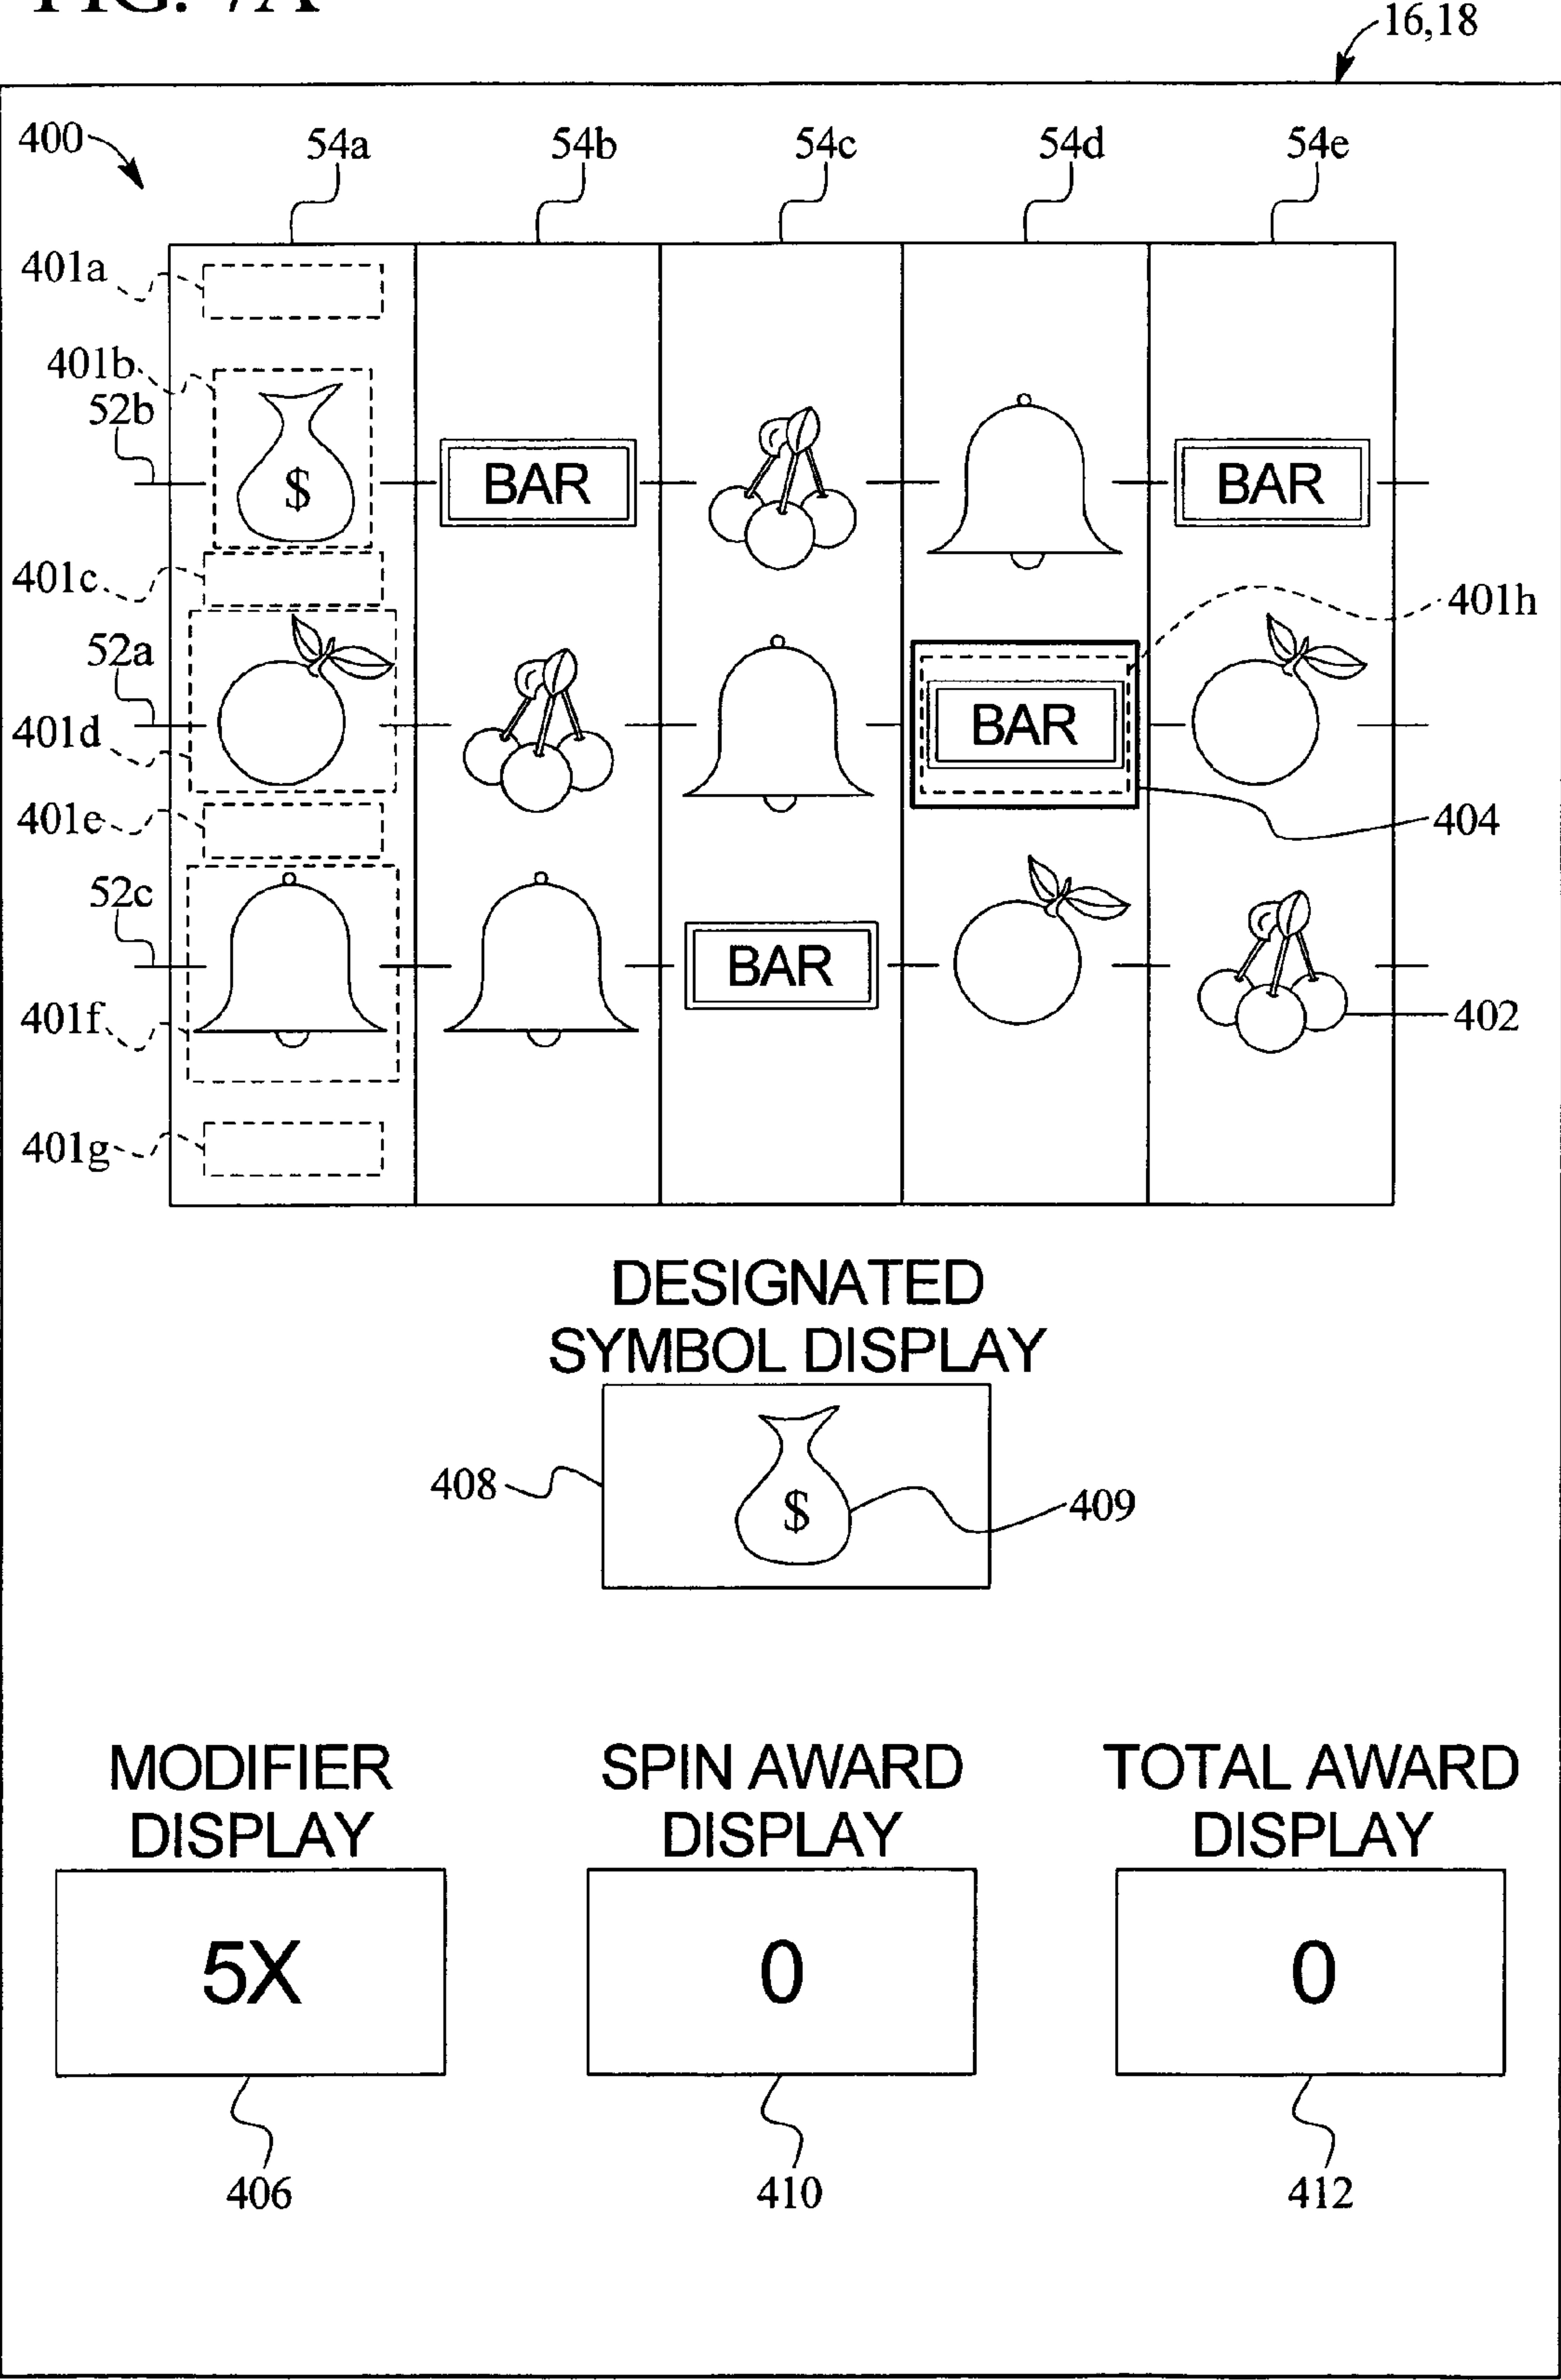 FIG. 7A
16,18
400
54a 54b 54c 54d 54e
401a
401b
52b
$ BAR BAR
401c
401h
52a
401d
BAR
401e
404
52c
BAR
401f
402
401g
DESIGNATED
SYMBOL DISPLAY
408 $ 409
MODIFIER
DISPLAY
5X
406
SPIN AWARD
DISPLAY
0
410
TOTAL AWARD
DISPLAY
0
412